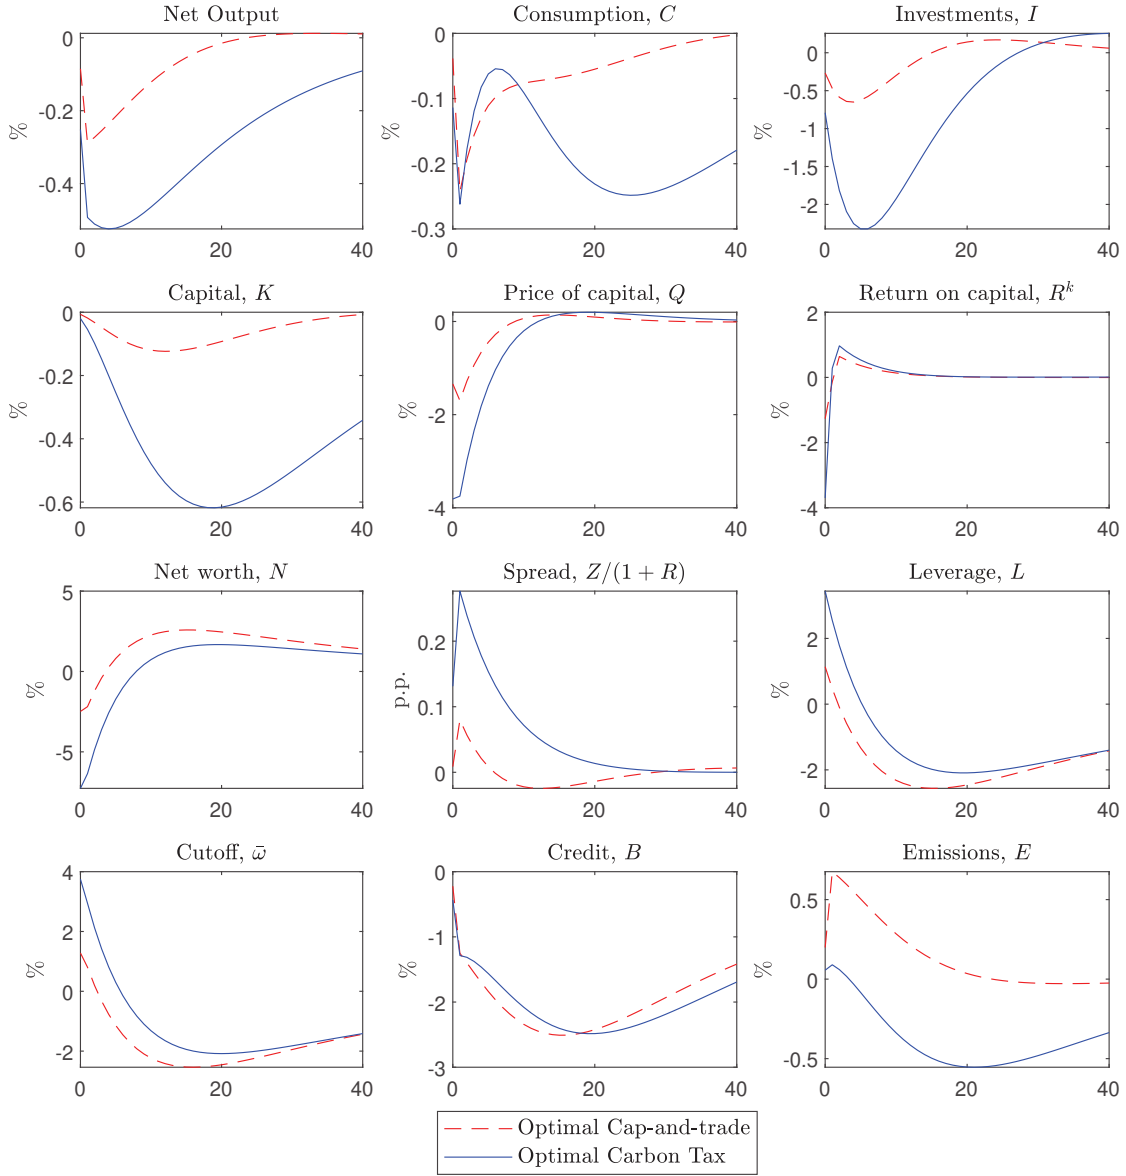 Net Output
Consumption, C
Investments, I
0
-0.2
-0.4
%
0 20 40
0
-0.1
-0.2
-0.3
%
0 20 40
0
-0.5
-1
-1.5
-2
%
0 20 40
Capital, K
Price of capital, Q
Return on capital, R^k
0
-0.2
-0.4
-0.6
%
0 20 40
0
-2
-4
%
0 20 40
2
0
-2
-4
%
0 20 40
Net worth, N
Spread, Z/(1 + R)
Leverage, L
5
0
-5
%
0 20 40
0.2
0.1
0
p.p.
0 20 40
2
0
-2
%
0 20 40
Cutoff, ω̄
Credit, B
Emissions, E
4
2
0
-2
%
0 20 40
0
-1
-2
-3
%
0 20 40
0.5
0
-0.5
%
0 20 40
Optimal Cap-and-trade
Optimal Carbon Tax